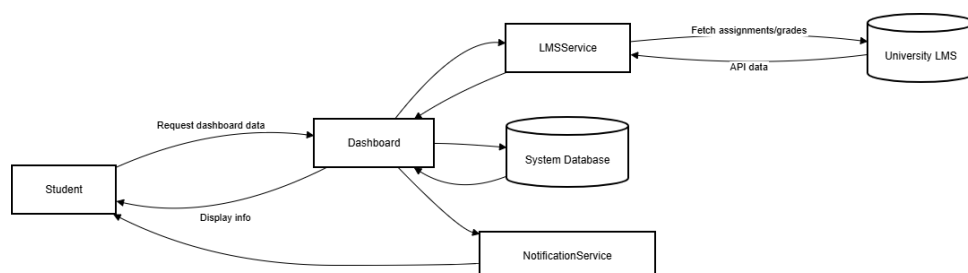 Fetch assignments/grades
LMSService
University LMS
API data
Request dashboard data
Dashboard
System Database
Student
Display info
NotificationService